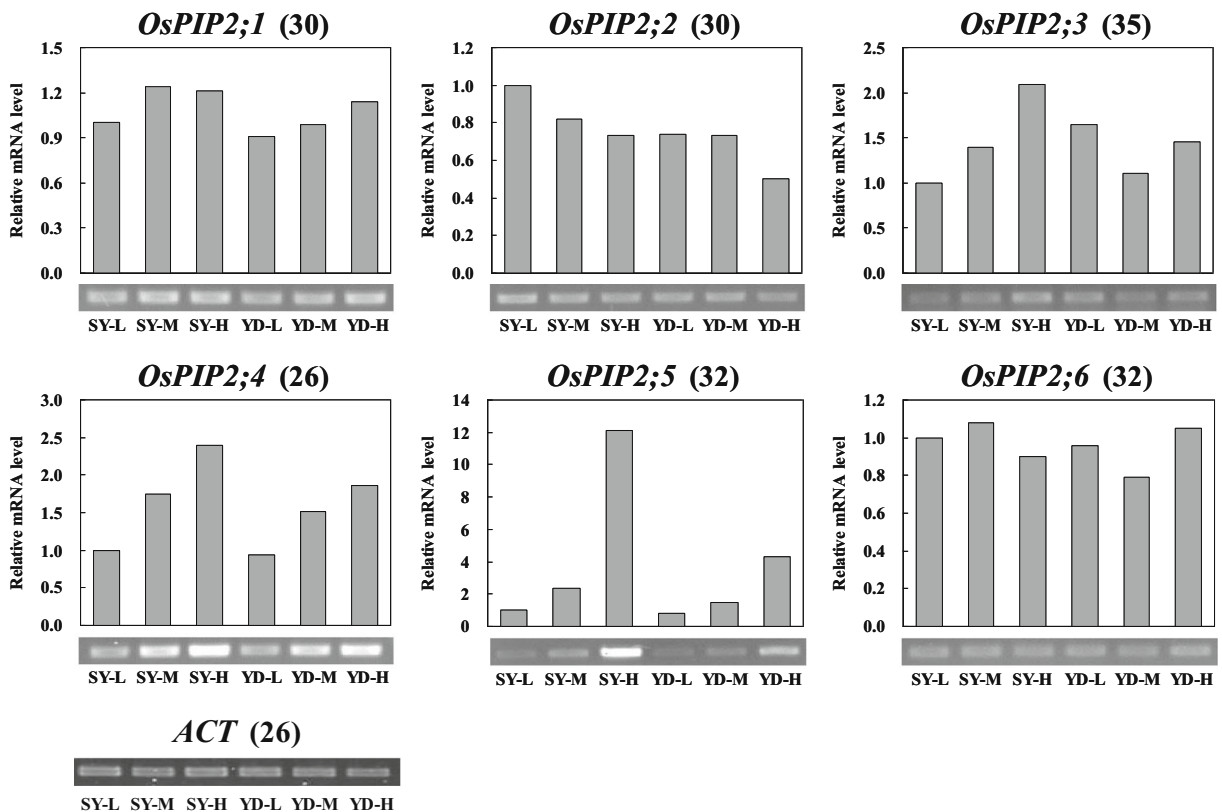 OsPIP2;1 (30)
Relative mRNA level
1.5
1.2
0.9
0.6
0.3
0.0
SY-L SY-M SY-H YD-L YD-M YD-H
OsPIP2;2 (30)
Relative mRNA level
1.2
1.0
0.8
0.6
0.4
0.2
0.0
SY-L SY-M SY-H YD-L YD-M YD-H
OsPIP2;3 (35)
Relative mRNA level
2.5
2.0
1.5
1.0
0.5
0.0
SY-L SY-M SY-H YD-L YD-M YD-H
OsPIP2;4 (26)
Relative mRNA level
3.0
2.5
2.0
1.5
1.0
0.5
0.0
SY-L SY-M SY-H YD-L YD-M YD-H
OsPIP2;5 (32)
Relative mRNA level
14
12
10
8
6
4
2
0
SY-L SY-M SY-H YD-L YD-M YD-H
OsPIP2;6 (32)
Relative mRNA level
1.2
1.0
0.8
0.6
0.4
0.2
0.0
SY-L SY-M SY-H YD-L YD-M YD-H
ACT (26)
SY-L SY-M SY-H YD-L YD-M YD-H